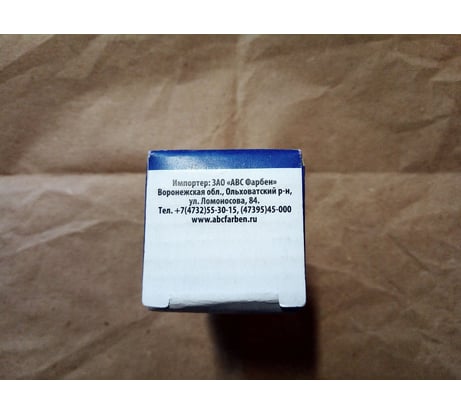 Импортер: ЗАО «АВС Фарбен»
Воронежская обл., Ольховатский р-н,
ул. Ломоносова, 84.
Тел. +7(4732)55-30-15, (47395)45-000
www.abcfarben.ru